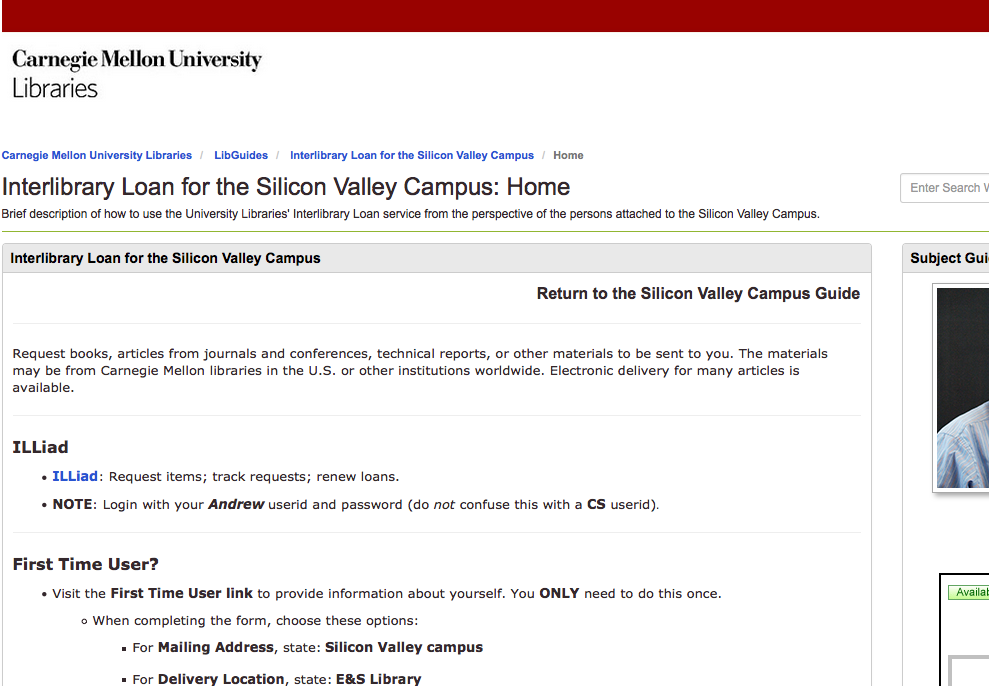 Carnegie Mellon University
Libraries
Carnegie Mellon University Libraries / LibGuides / Interlibrary Loan for the Silicon Valley Campus / Home
Interlibrary Loan for the Silicon Valley Campus: Home
Enter Search W
Brief description of how to use the University Libraries' Interlibrary Loan service from the perspective of the persons attached to the Silicon Valley Campus.
Interlibrary Loan for the Silicon Valley Campus
Subject Gui
Return to the Silicon Valley Campus Guide
Request books, articles from journals and conferences, technical reports, or other materials to be sent to you. The materials
may be from Carnegie Mellon libraries in the U.S. or other institutions worldwide. Electronic delivery for many articles is
available.
ILLiad
• ILLiad: Request items; track requests; renew loans.
• NOTE: Login with your Andrew userid and password (do not confuse this with a CS userid).
First Time User?
• Visit the First Time User link to provide information about yourself. You ONLY need to do this once.
Availab
◦ When completing the form, choose these options:
▪ For Mailing Address, state: Silicon Valley campus
▪ For Delivery Location, state: E&S Library